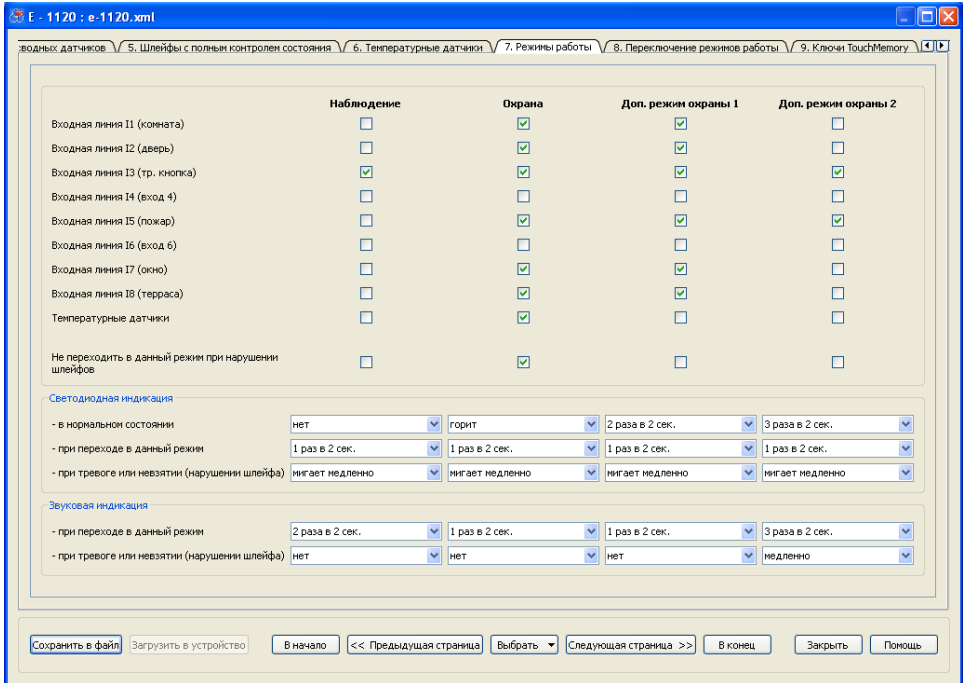 E - 1120 : e-1120.xml
зводных датчиков 5. Шлейфы с полным контролем состояния 6. Температурные датчики 7. Режимы работы 8. Переключение режимов работы 9. Ключи TouchMemory
Наблюдение Охрана Доп. режим охраны 1 Доп. режим охраны 2
Входная линия I1 (комната)
Входная линия I2 (дверь)
Входная линия I3 (тр. кнопка)
Входная линия I4 (вход 4)
Входная линия I5 (пожар)
Входная линия I6 (вход 6)
Входная линия I7 (окно)
Входная линия I8 (терраса)
Температурные датчики
Не переходить в данный режим при нарушении
шлейфов
Светодиодная индикация
- в нормальном состоянии нет горит 2 раза в 2 сек. 3 раза в 2 сек.
- при переходе в данный режим 1 раз в 2 сек. 1 раз в 2 сек. 1 раз в 2 сек. 1 раз в 2 сек.
- при тревоге или невзятии (нарушении шлейфа) мигает медленно мигает медленно мигает медленно мигает медленно
Звуковая индикация
- при переходе в данный режим 2 раза в 2 сек. 1 раз в 2 сек. 1 раз в 2 сек. 3 раза в 2 сек.
- при тревоге или невзятии (нарушении шлейфа) нет нет нет медленно
Сохранить в файл Загрузить в устройство В начало << Предыдущая страница Выбрать Следующая страница >> В конец Закрыть Помощь